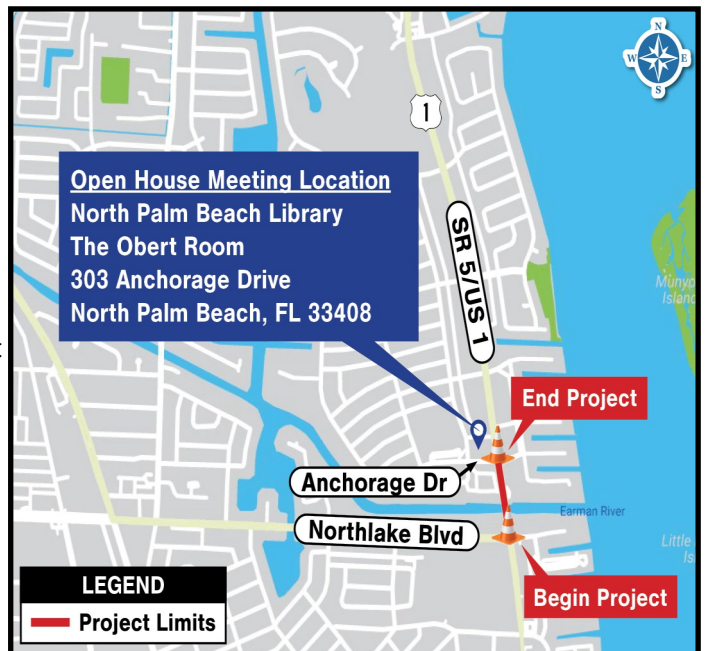 N
W
E
S
1
Open House Meeting Location
North Palm Beach Library
The Obert Room
303 Anchorage Drive
North Palm Beach, FL 33408
SR 5/US 1
Island
End Project
Anchorage Dr
Earman River
Northlake Blvd
Little
Begin Project
LEGEND
Project Limits